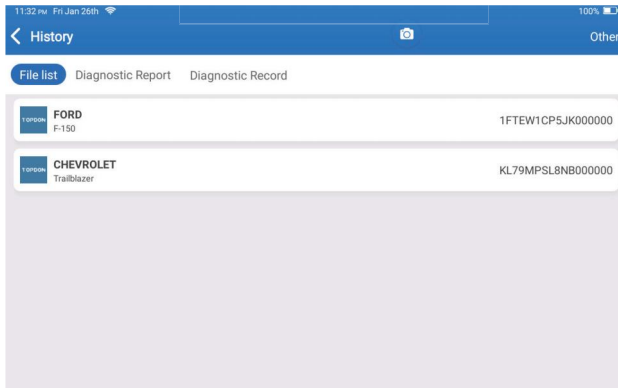 11:32 PM Fri Jan 26th 100%
History Other
File list Diagnostic Report Diagnostic Record
TOPDON FORD 1FTEW1CP5JK000000
F-150
TOPDON CHEVROLET KL79MPSL8NB000000
Trailblazer